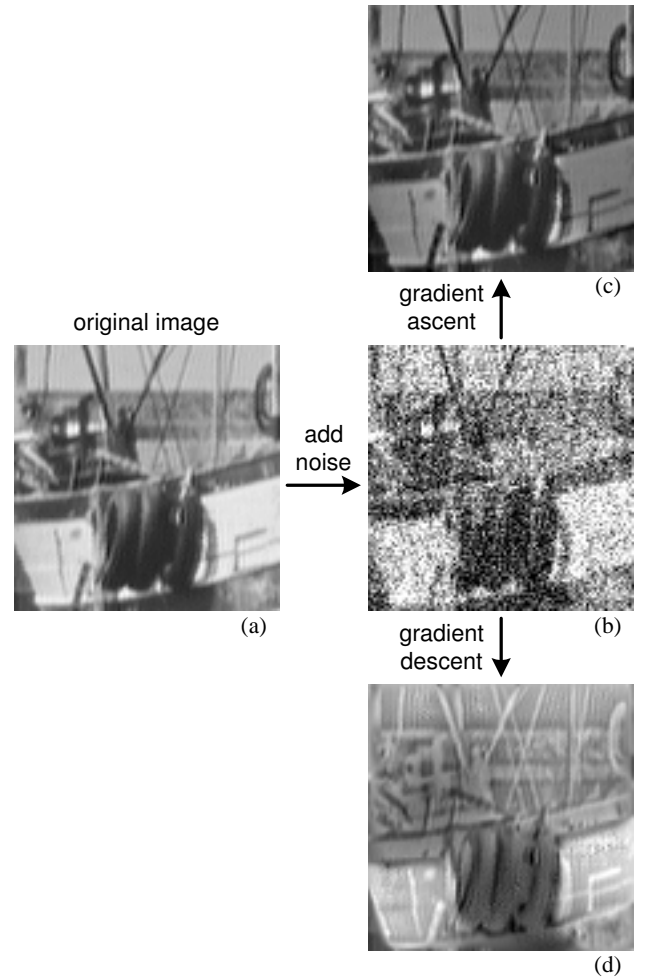 (c)
gradient
ascent
original image
add
noise
(a)
(b)
gradient
descent
(d)